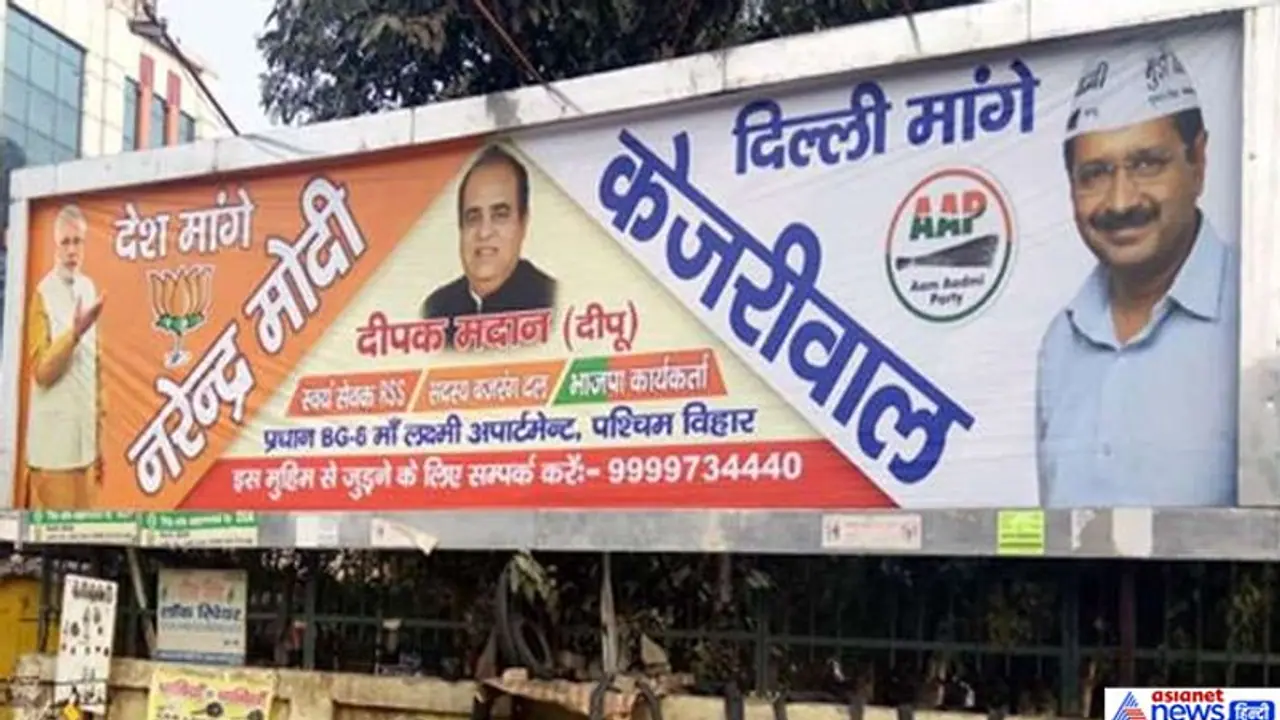 देश मांगे
नरेन्द्र मोदी
दीपक मदान (दीपू)
स्वयं सेवक RSS
सदस्य बजरंग दल
भाजपा कार्यकर्ता
प्रधान BG-6 माँ लक्ष्मी अपार्टमेन्ट, पश्चिम विहार
इस मुहिम से जुड़ने के लिए सम्पर्क करें:- 9999734440
दिल्ली मांगे
केजरीवाल
AAP
Aam Aadmi
Party
लॉक रिपेयर
ASIANET
news हिन्दी